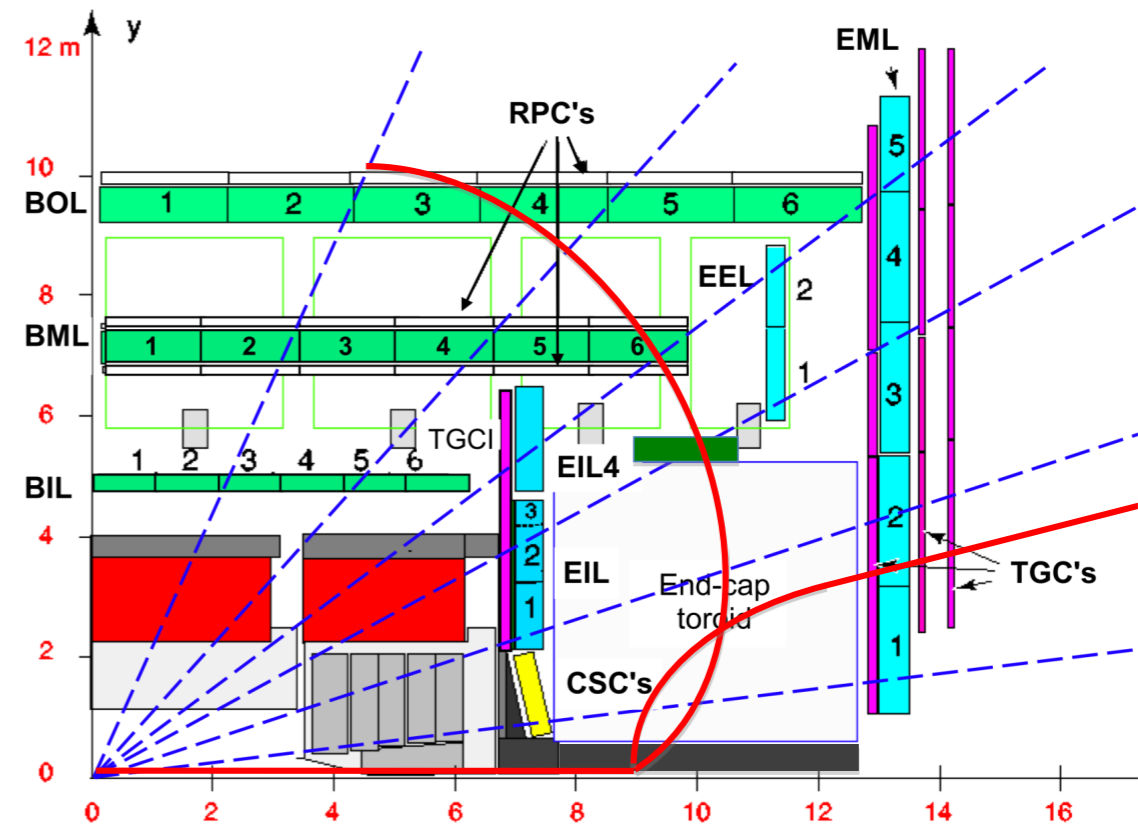 12 m
y
EML
RPC's
5
10
BOL
1 2 3 4 5 6
4
8
EEL
2
BML
1 2 3 4 5 6
1
3
6
TGCI
EIL4
1 2 3 4 5 6
BIL
3
4
2
2
EIL
End-cap
toroid
TGC's
1
2
CSC's
1
0
0 2 4 6 8 10 12 14 16